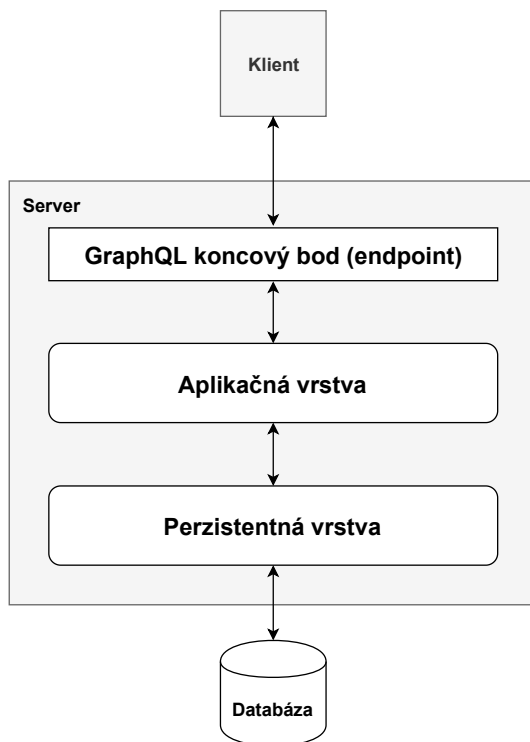 Klient
Server
GraphQL koncový bod (endpoint)
Aplikačná vrstva
Perzistentná vrstva
Databáza